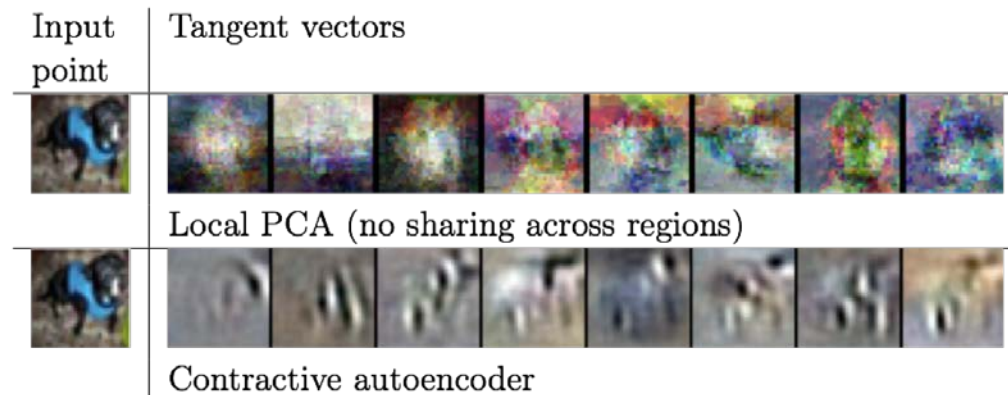 Input
point
Tangent vectors
Local PCA (no sharing across regions)
Contractive autoencoder